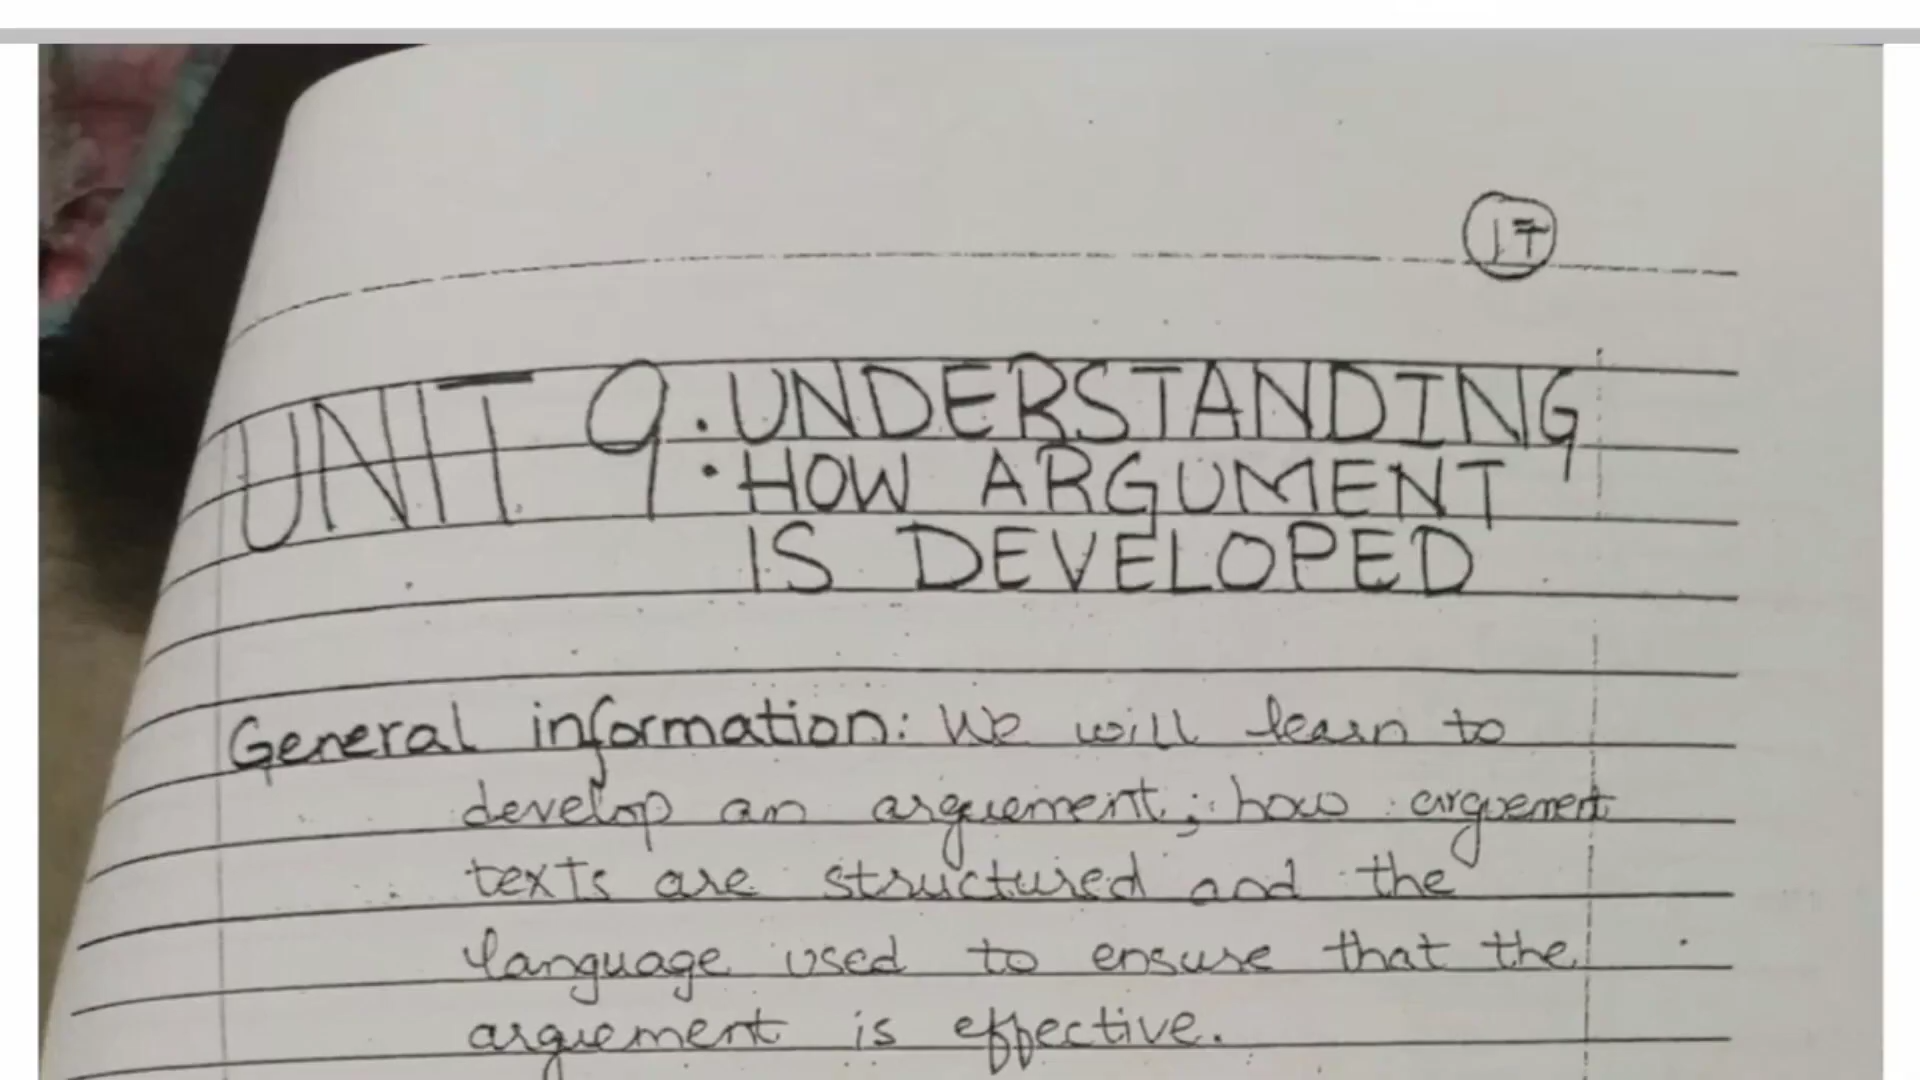 17
UNIT 9. UNDERSTANDING
HOW ARGUMENT
IS DEVELOPED
General information: We will learn to
develop an arguement; how arguement
texts are structured and the
language used to ensure that the
arguement is effective.